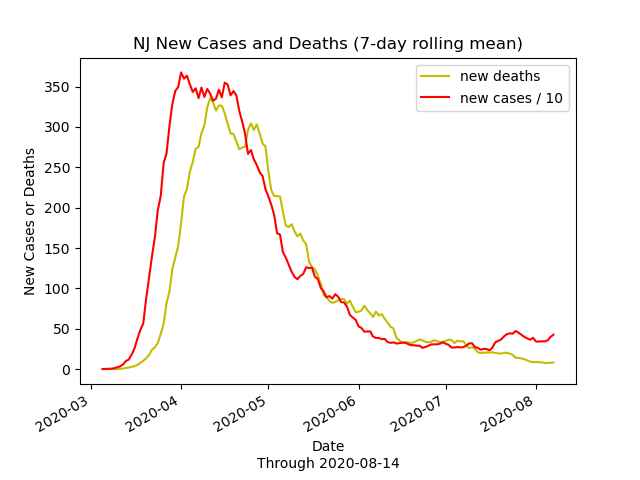 NJ New Cases and Deaths (7-day rolling mean)
new deaths
new cases / 10
New Cases or Deaths
350
300
250
200
150
100
50
0
2020-03
2020-04
2020-05
2020-06
2020-07
2020-08
Date
Through 2020-08-14